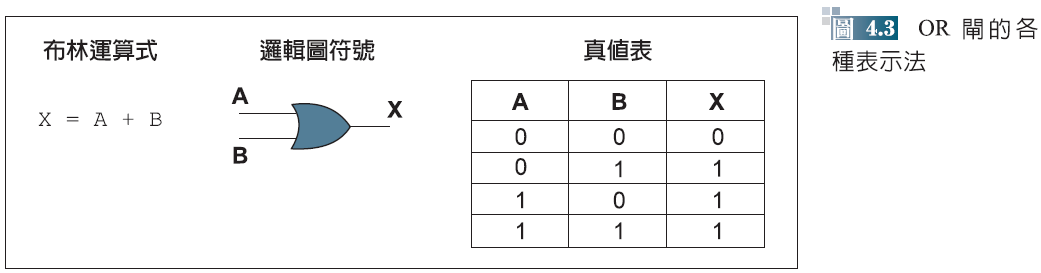 布林運算式
X = A + B
邏輯圖符號
A
B
X
真值表
A B X
0 0 0
0 1 1
1 0 1
1 1 1
圖 4.3 OR 閘的各
種表示法